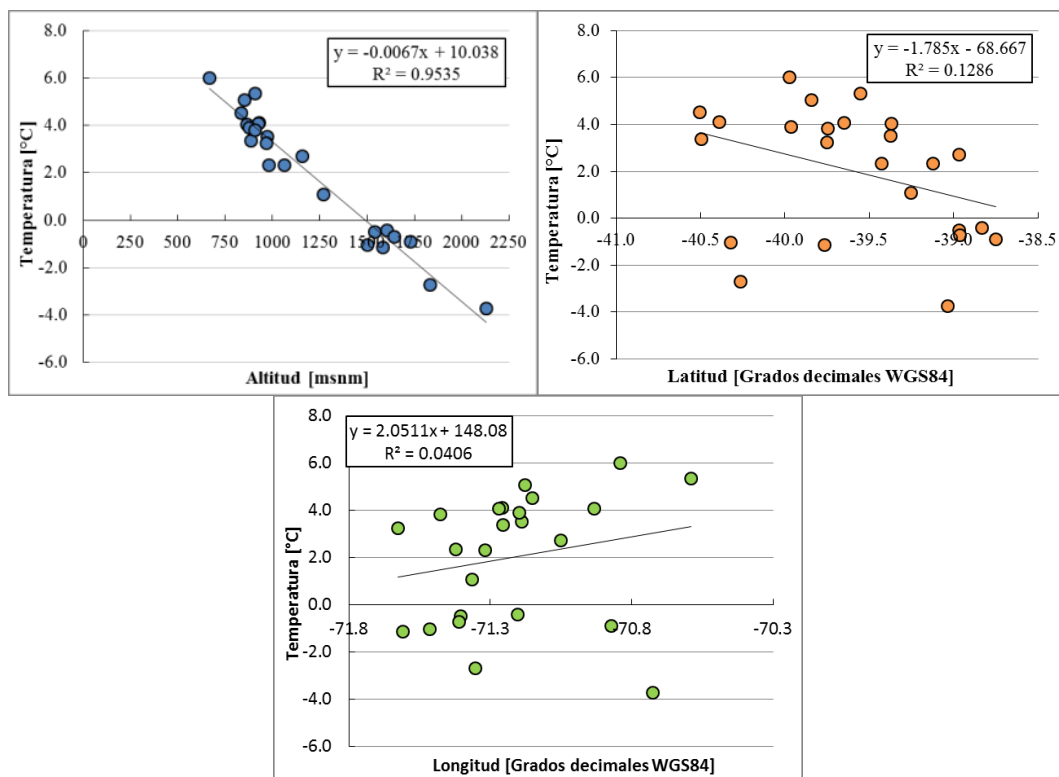 8.0
y = -0.0067x + 10.038
R² = 0.9535
6.0
4.0
2.0
0.0
0 250 500 750 1000 1250 1500 1750 2000 2250
-2.0
-4.0
-6.0
Temperatura [°C]
Altitud [msnm]
8.0
y = -1.785x - 68.667
R² = 0.1286
6.0
4.0
2.0
0.0
-41.0 -40.5 -40.0 -39.5 -39.0 -38.5
-2.0
-4.0
-6.0
Temperatura [°C]
Latitud [Grados decimales WGS84]
8.0
y = 2.0511x + 148.08
R² = 0.0406
6.0
4.0
2.0
0.0
-71.8 -71.3 -70.8 -70.3
-2.0
-4.0
-6.0
Temperatura [°C]
Longitud [Grados decimales WGS84]